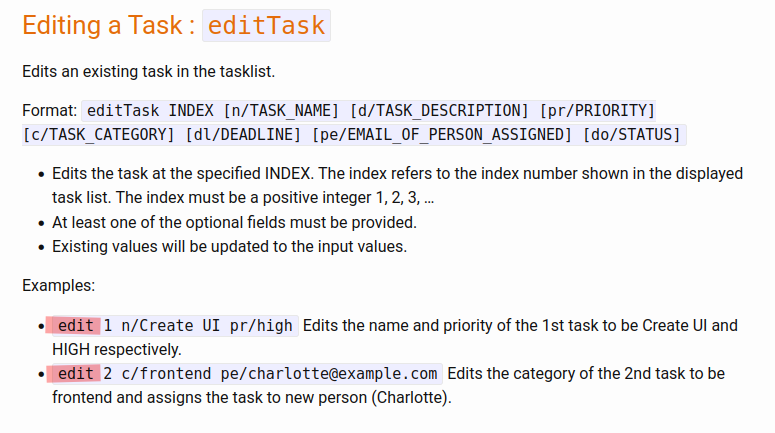 Editing a Task : editTask
Edits an existing task in the tasklist.
Format: editTask INDEX [n/TASK_NAME] [d/TASK_DESCRIPTION] [pr/PRIORITY]
[c/TASK_CATEGORY] [dl/DEADLINE] [pe/EMAIL_OF_PERSON_ASSIGNED] [do/STATUS]
• Edits the task at the specified INDEX. The index refers to the index number shown in the displayed
task list. The index must be a positive integer 1, 2, 3, …
• At least one of the optional fields must be provided.
• Existing values will be updated to the input values.
Examples:
• edit 1 n/Create UI pr/high Edits the name and priority of the 1st task to be Create UI and
HIGH respectively.
• edit 2 c/frontend pe/charlotte@example.com Edits the category of the 2nd task to be
frontend and assigns the task to new person (Charlotte).